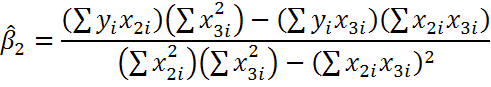 β̂₂ = ((∑ yᵢx₂ᵢ)(∑ x₃ᵢ²) − (∑ yᵢx₃ᵢ)(∑ x₂ᵢx₃ᵢ)) / ((∑ x₂ᵢ²)(∑ x₃ᵢ²) − (∑ x₂ᵢx₃ᵢ)²)